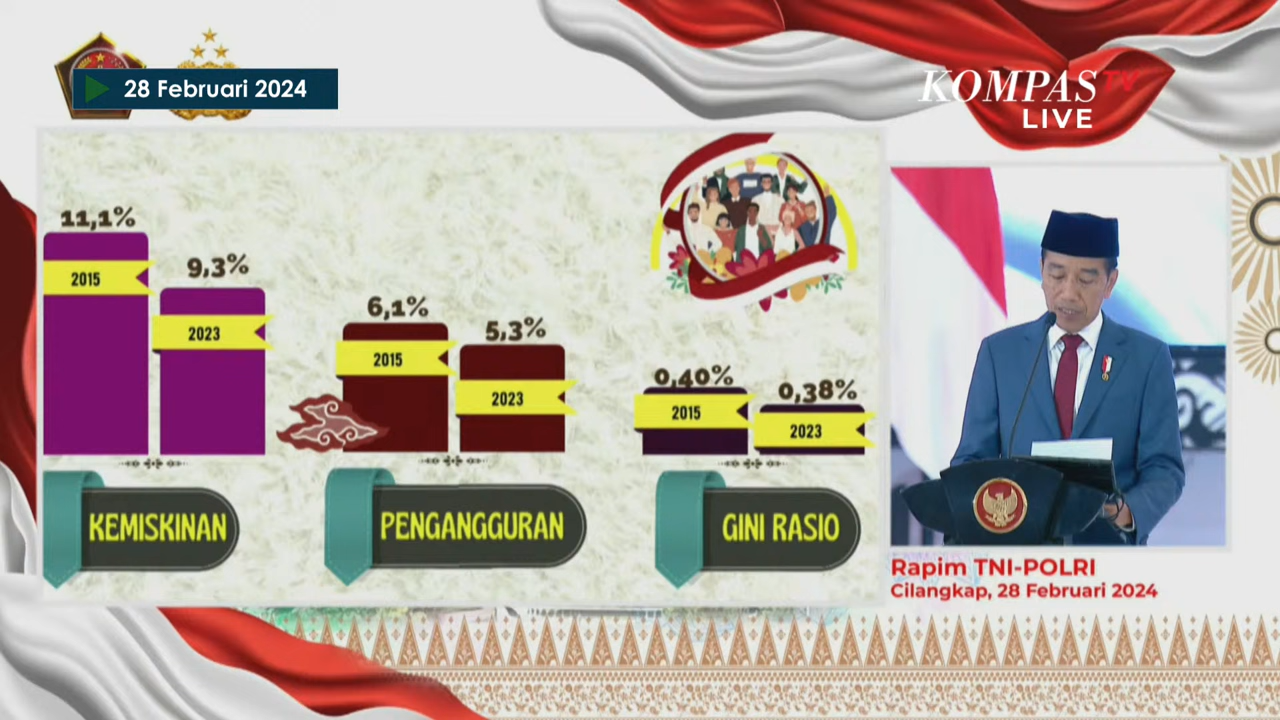 28 Februari 2024
KOMPAS TV
LIVE
11,1%
2015
9,3%
2023
6,1%
2015
5,3%
2023
0,40%
2015
0,38%
2023
KEMISKINAN
PENGANGGURAN
GINI RASIO
Rapim TNI-POLRI
Cilangkap, 28 Februari 2024